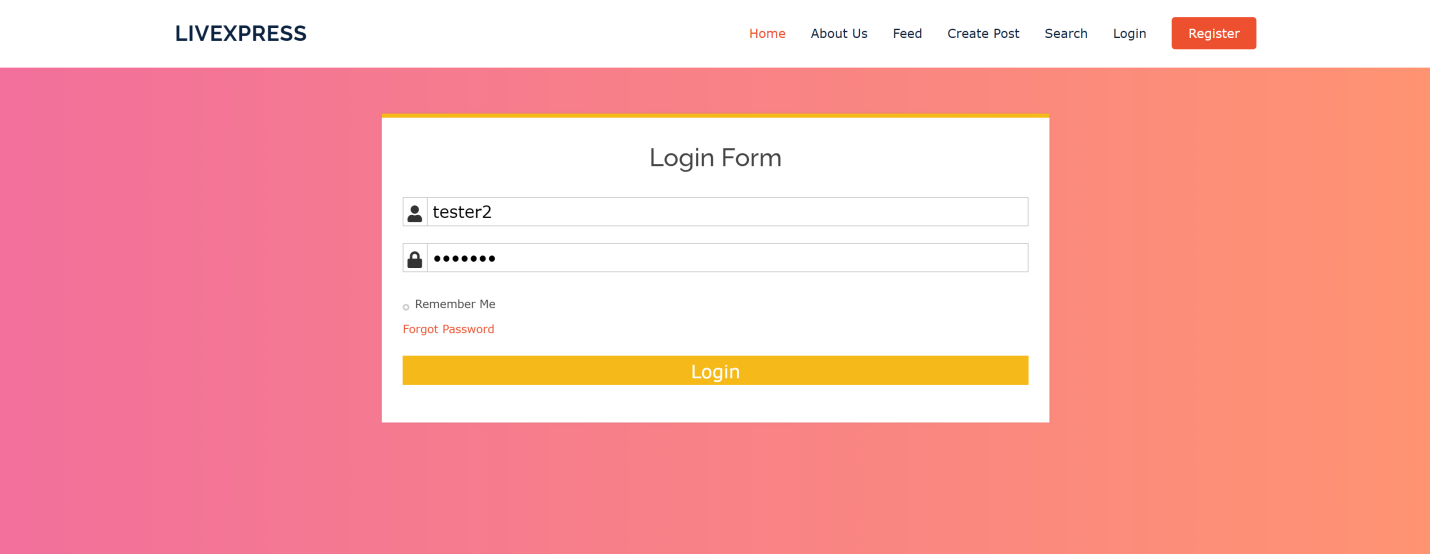 LIVEXPRESS
Home About Us Feed Create Post Search Login Register
Login Form
tester2
•••••••
Remember Me
Forgot Password
Login